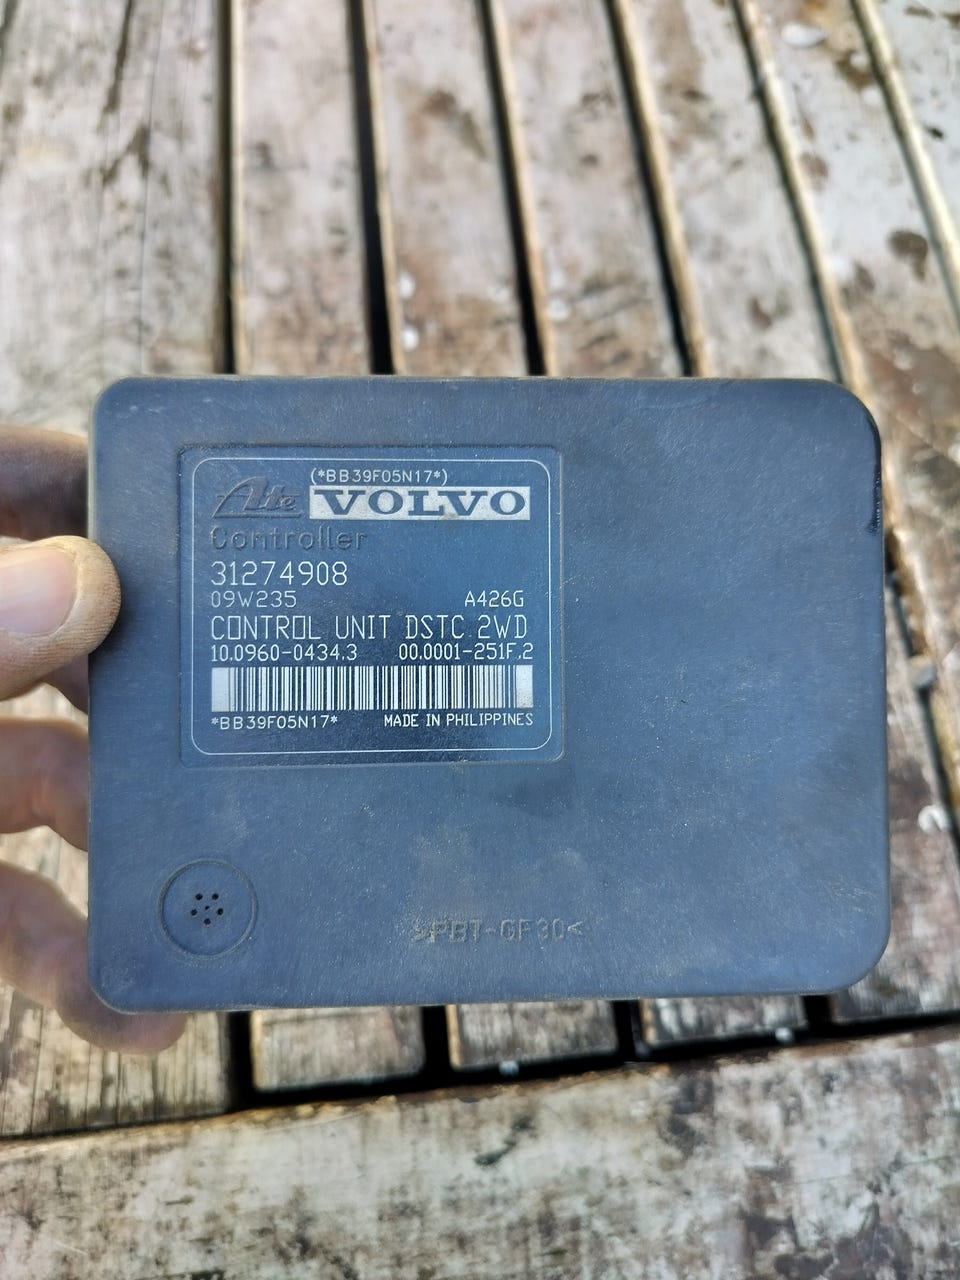 (*BB39F05N17*)
Ate VOLVO
Controller
31274908
09W235 A426G
CONTROL UNIT DSTC 2WD
10.0960-0434.3 00.0001-251F.2
*BB39F05N17* MADE IN PHILIPPINES
>PBT-GF30<